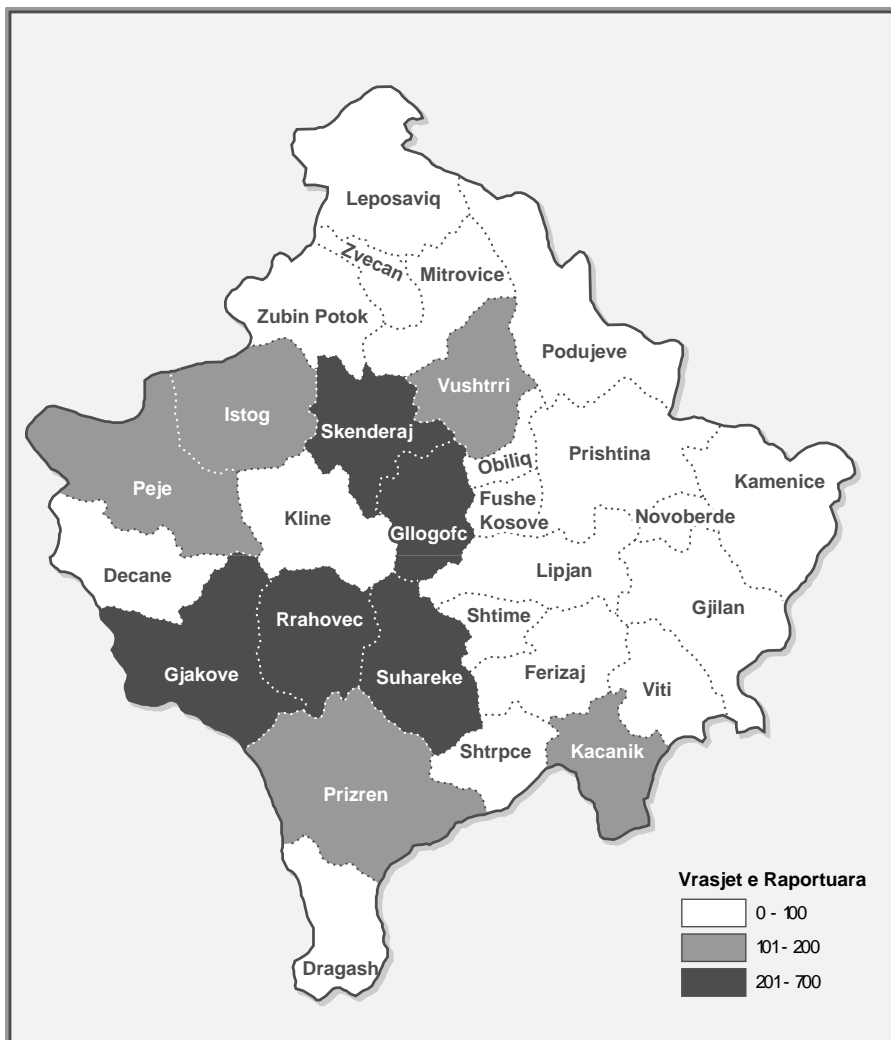 Leposaviq
Zvecan
Mitrovice
Zubin Potok
Podujeve
Vushtrri
Istog
Skenderaj
Prishtina
Obiliq
Kamenice
Peje
Fushe
Kosove
Kline
Novoberde
Gllogofc
Decane
Lipjan
Gjilan
Rrahovec
Shtime
Gjakove
Suhareke
Ferizaj
Viti
Shtrpce
Kacanik
Prizren
Dragash
Vrasjet e Raportuara
0 - 100
101 - 200
201 - 700